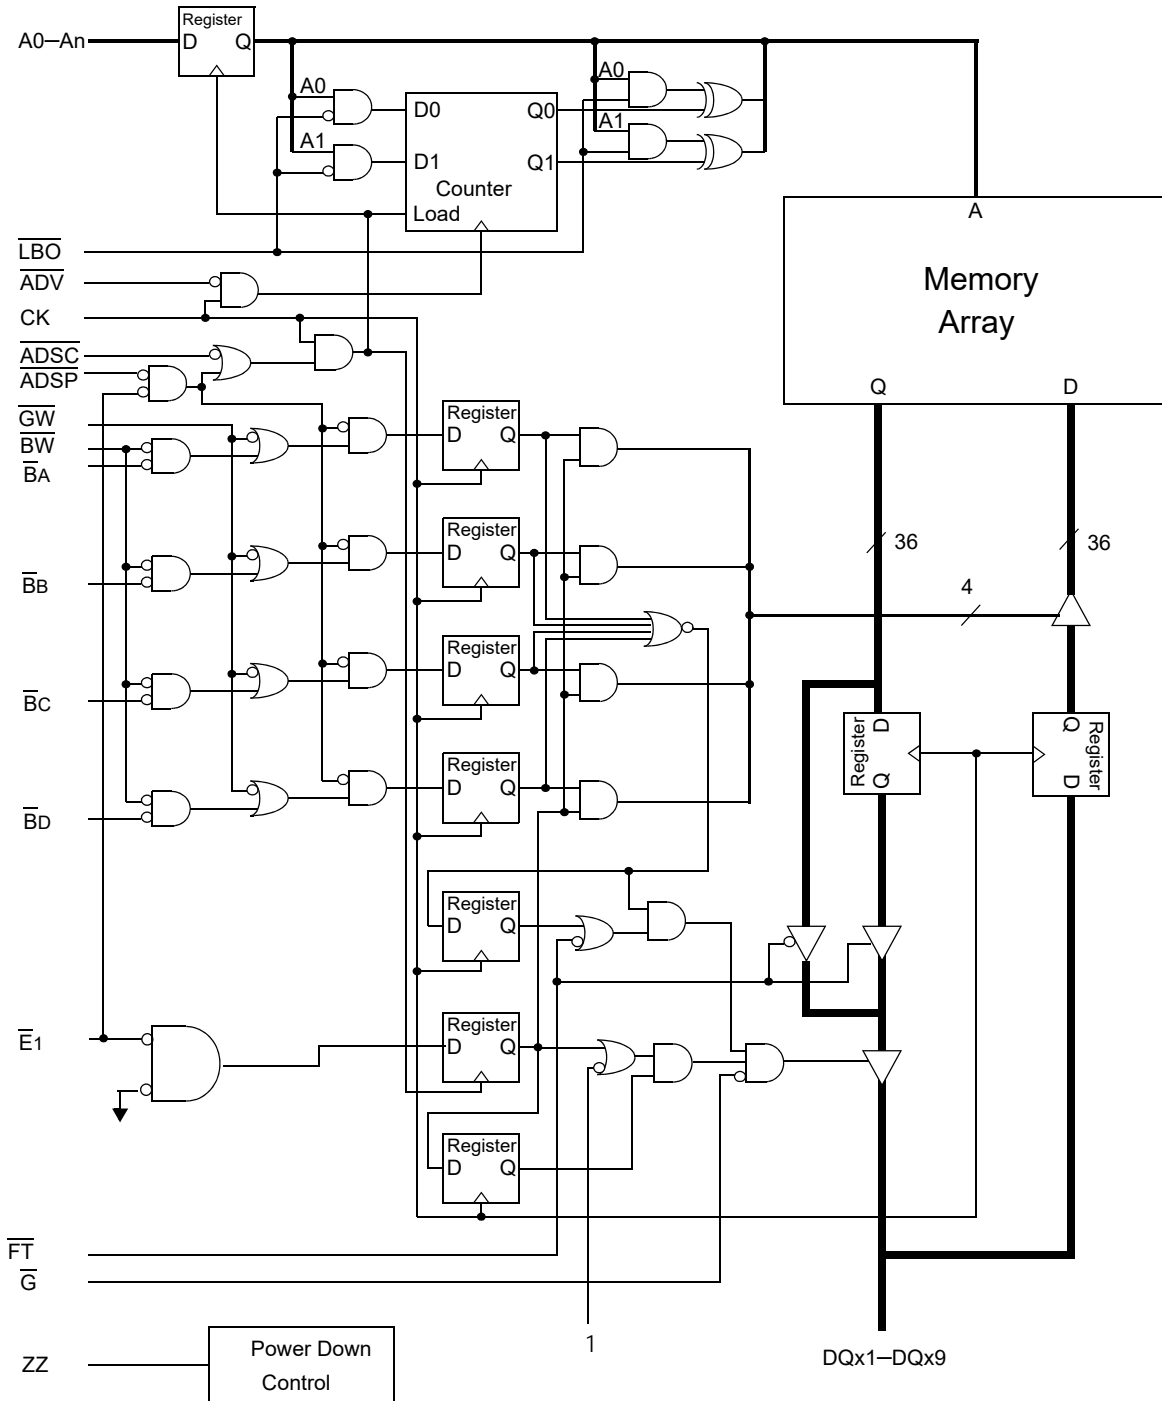 Register
A0–An
D Q
A0
A0
D0
Q0
A1
A1
D1
Q1
Counter
Load
A
LBO
ADV
Memory
Array
CK
ADSC
ADSP
Q D
GW
Register
BW
D Q
BA
Register
36
36
D Q
BB
4
Register
D Q
BC
Register
D
Q
Q
Register
D
Register
D Q
BD
Register
D Q
Register
E1
D Q
Register
D Q
FT
G
1
Power Down
Control
ZZ
DQx1–DQx9